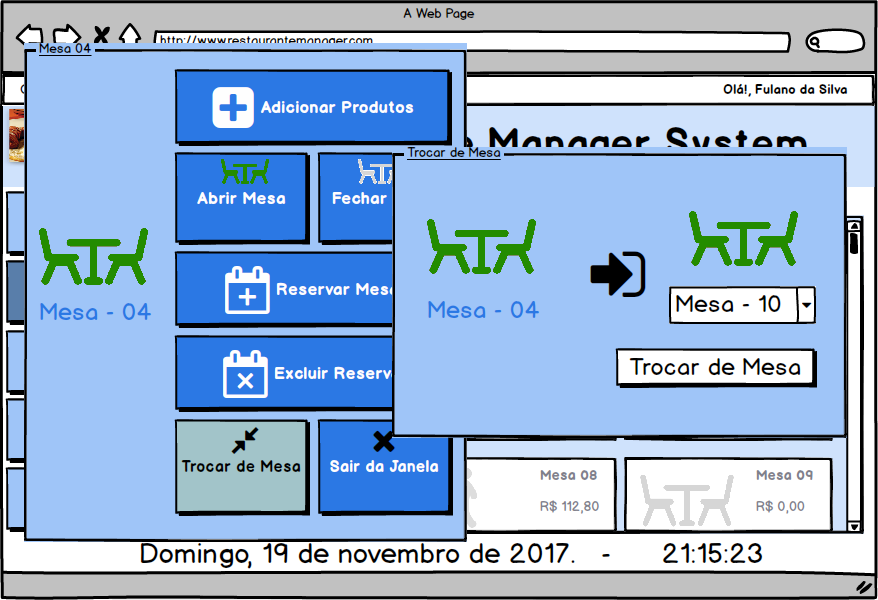 A Web Page
http://www.restaurantemanager.com
Olá!, Fulano da Silva
Manager System
Mesa 04
Adicionar Produtos
Abrir Mesa
Fechar
Mesa - 04
Reservar Mesa
Excluir Reserva
Trocar de Mesa
Sair da Janela
Trocar de Mesa
Mesa - 04
Mesa - 10
Trocar de Mesa
Mesa 08
R$ 112,80
Mesa 09
R$ 0,00
Domingo, 19 de novembro de 2017. - 21:15:23